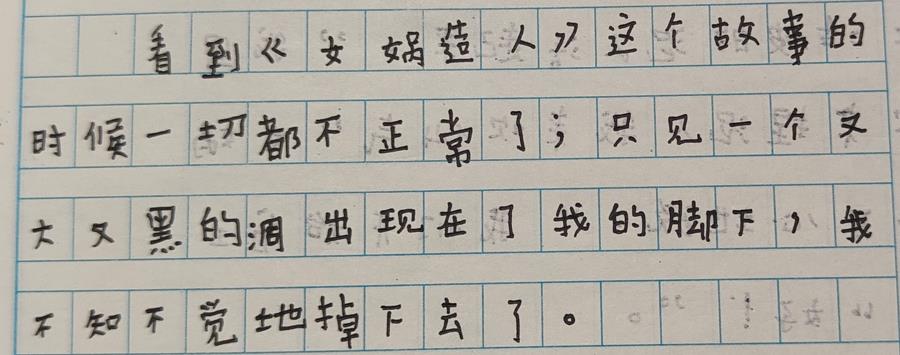 看到《女娲造人》这个故事的
时候一切都不正常了；只见一个又
大又黑的洞出现在了我的脚下，我
不知不觉地掉下去了。